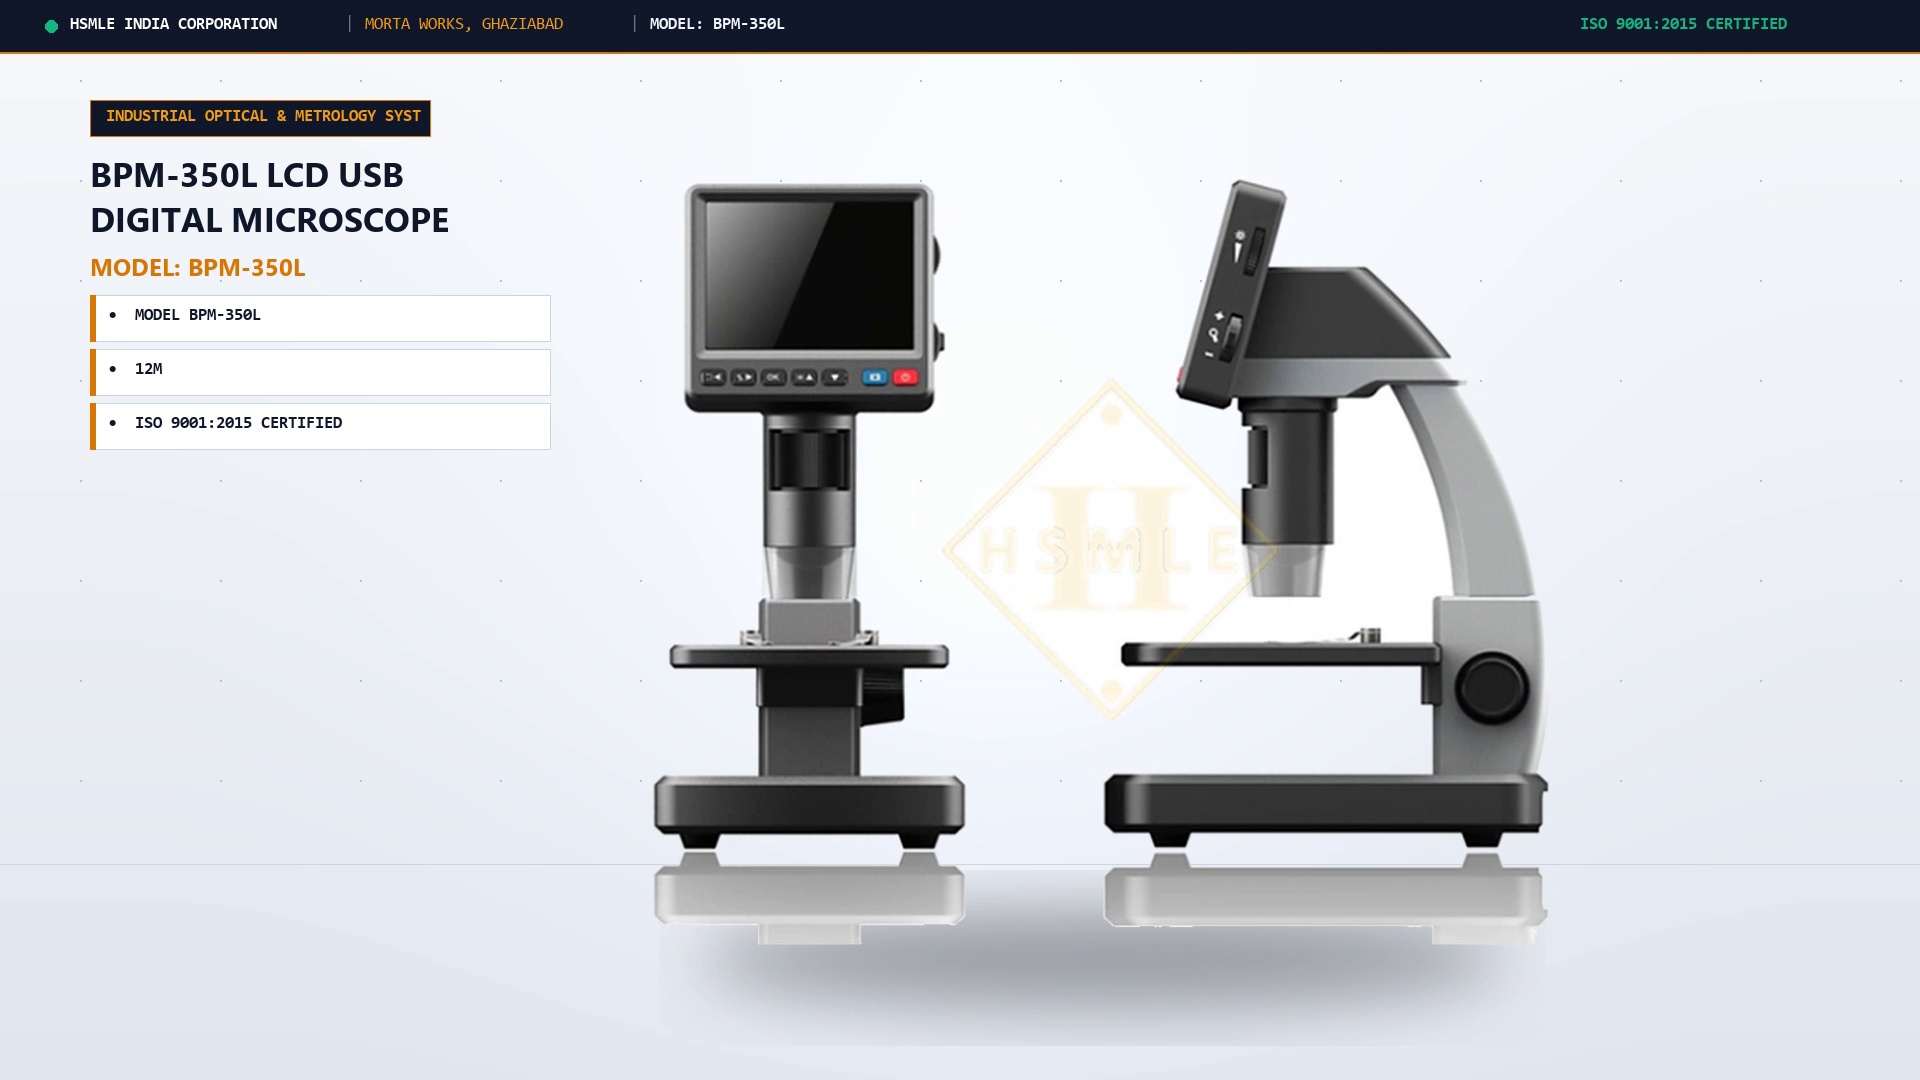 HSMLE INDIA CORPORATION
MORTA WORKS, GHAZIABAD
MODEL: BPM-350L
ISO 9001:2015 CERTIFIED
INDUSTRIAL OPTICAL & METROLOGY SYST
BPM-350L LCD USB
DIGITAL MICROSCOPE
MODEL: BPM-350L
• MODEL BPM-350L
• 12M
• ISO 9001:2015 CERTIFIED
OK
H
HSMLE